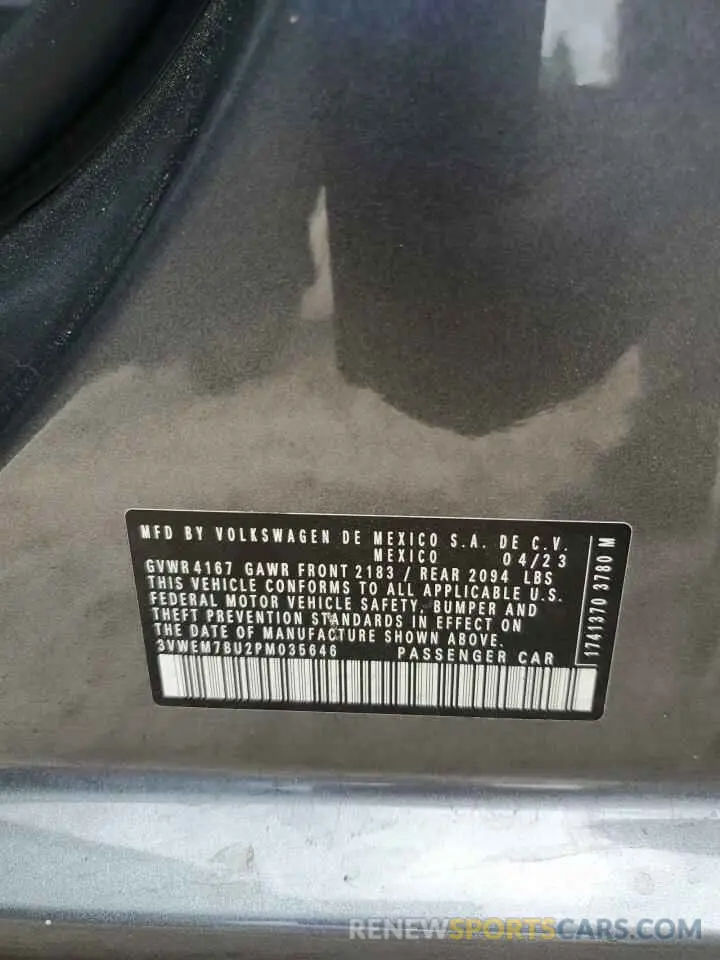 MFD BY VOLKSWAGEN DE MEXICO S.A. DE C.V.
MEXICO 04/23
GVWR 4167 GAWR FRONT 2183 / REAR 2094 LBS
THIS VEHICLE CONFORMS TO ALL APPLICABLE U.S.
FEDERAL MOTOR VEHICLE SAFETY, BUMPER AND
THEFT PREVENTION STANDARDS IN EFFECT ON
THE DATE OF MANUFACTURE SHOWN ABOVE.
3VWEM7BU2PM035646 PASSENGER CAR
1741370 3780 M
RENEWSPORTSCARS.COM